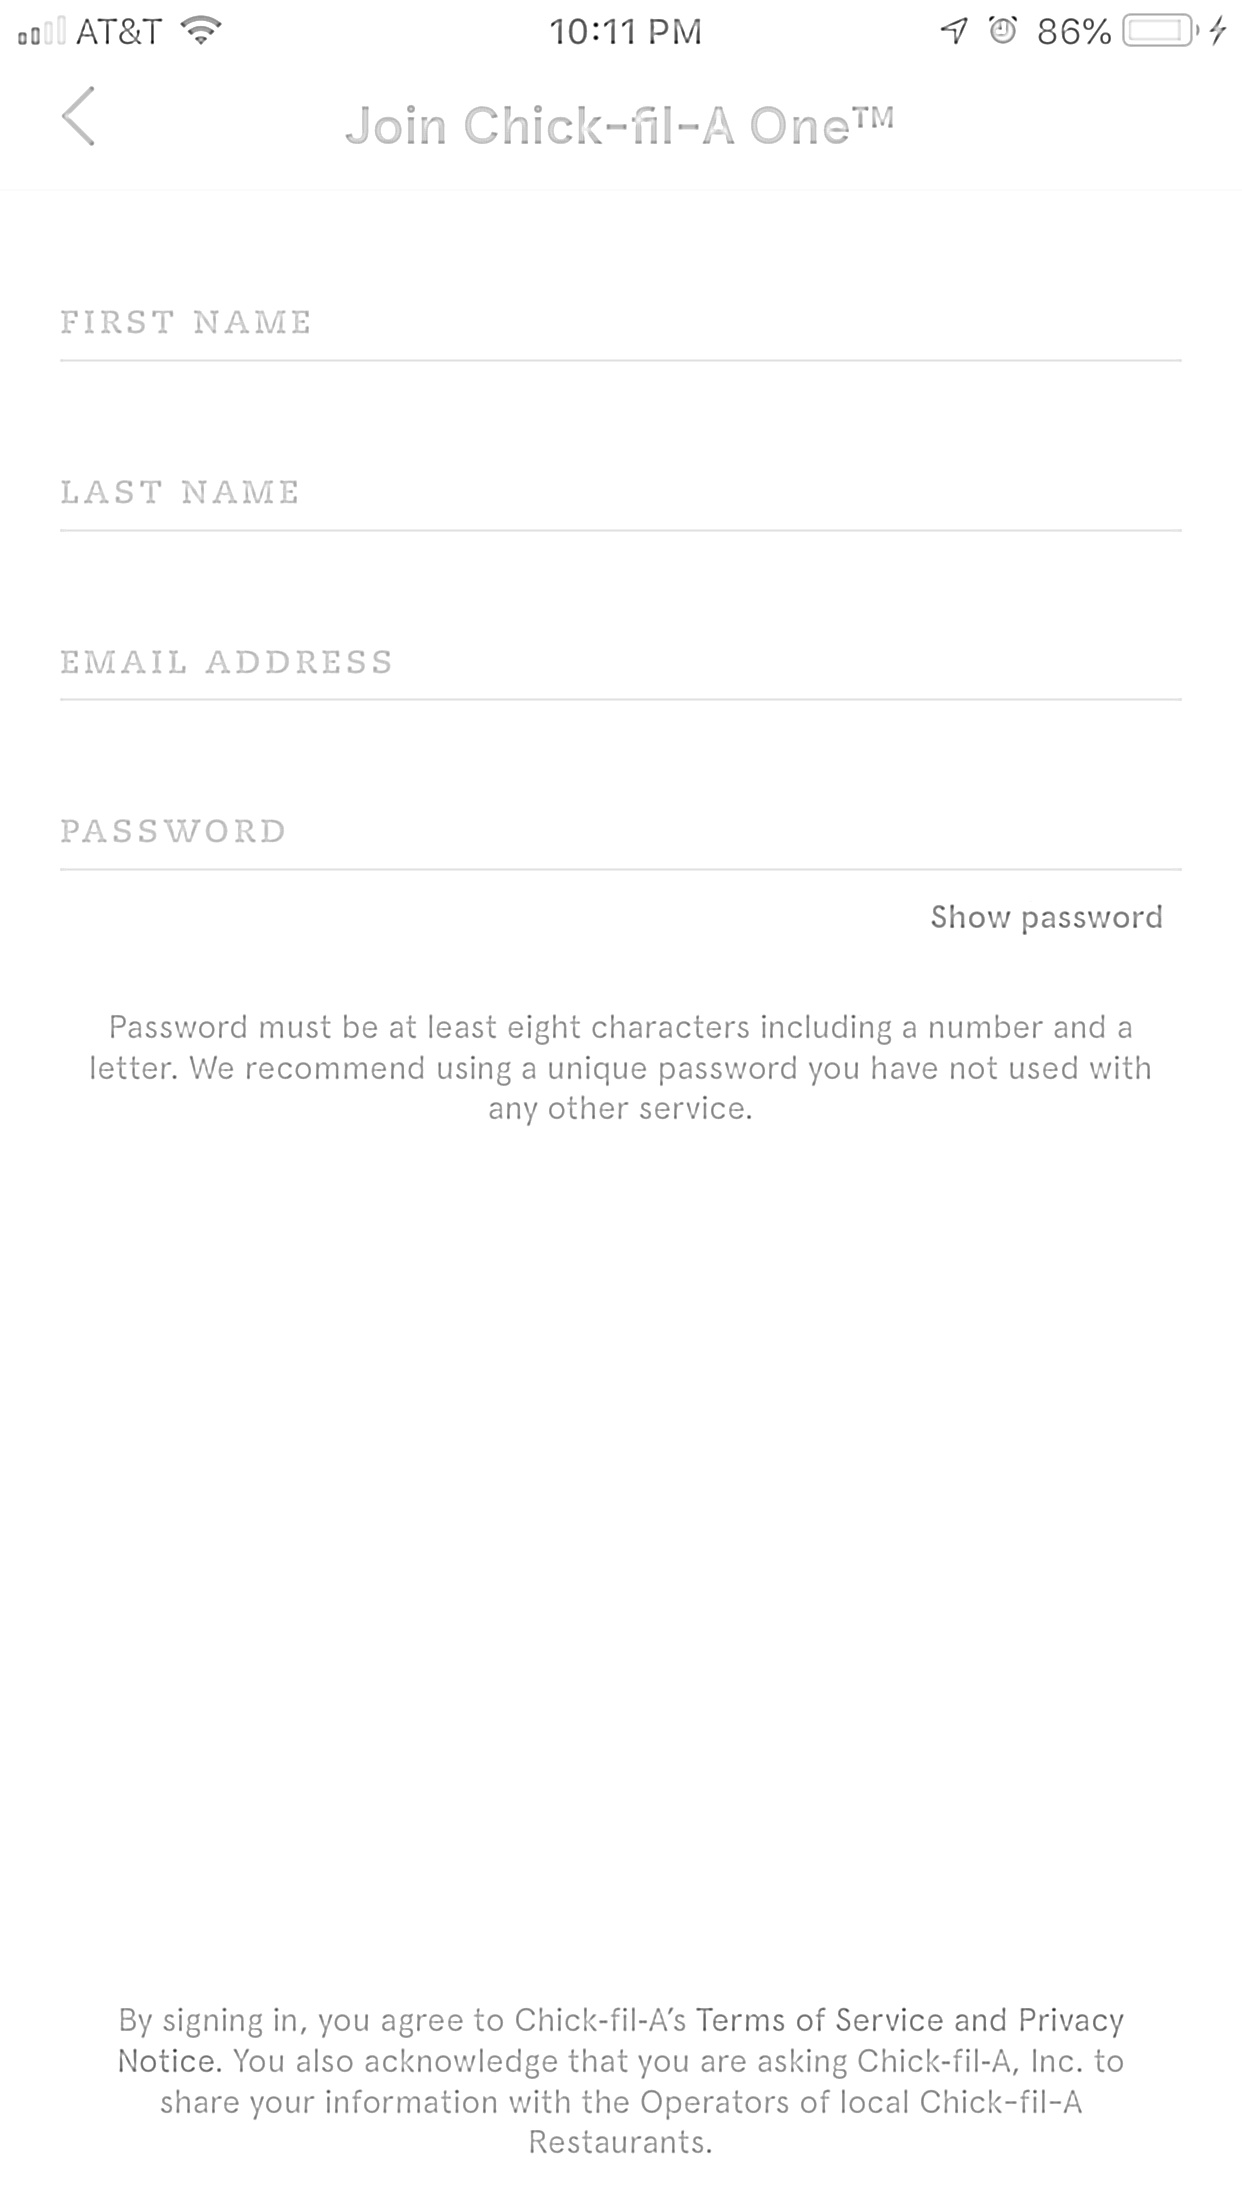 AT&T 10:11 PM 86%
Join Chick-fil-A One™
FIRST NAME
LAST NAME
EMAIL ADDRESS
PASSWORD
Show password
Password must be at least eight characters including a number and a
letter. We recommend using a unique password you have not used with
any other service.
By signing in, you agree to Chick-fil-A’s Terms of Service and Privacy
Notice. You also acknowledge that you are asking Chick-fil-A, Inc. to
share your information with the Operators of local Chick-fil-A
Restaurants.